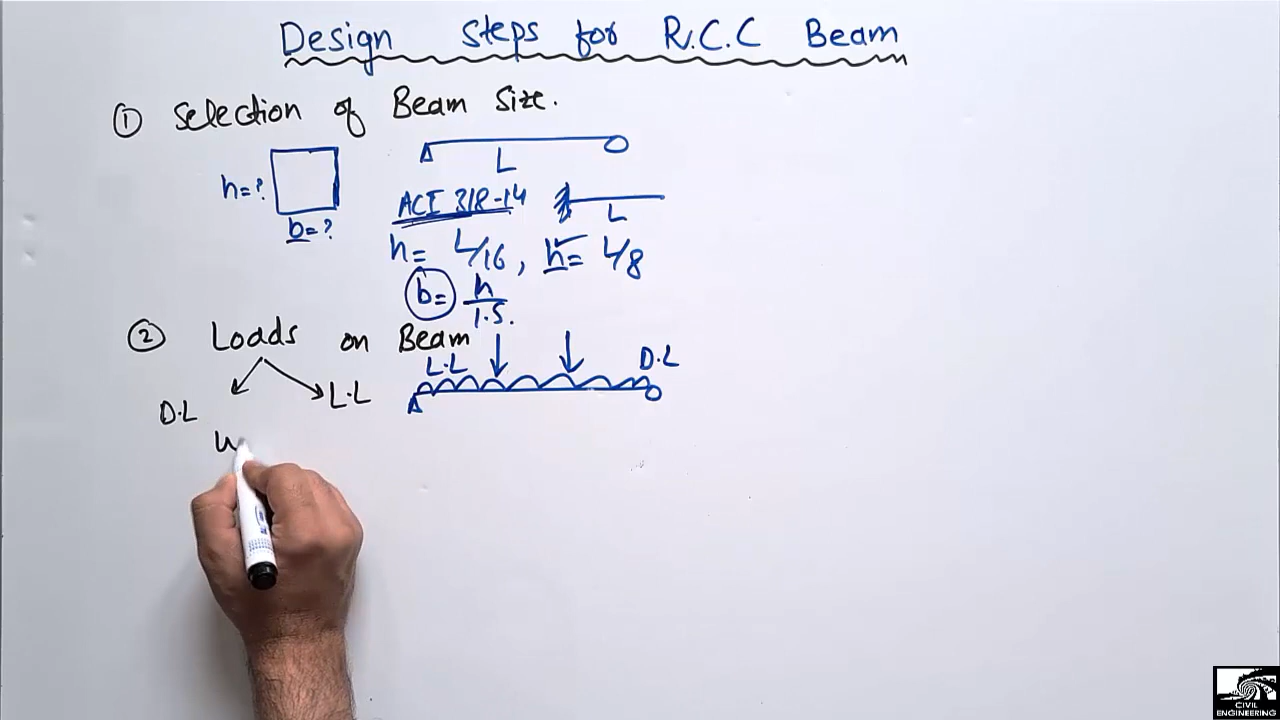 Design Steps for R.C.C Beam
① Selection of Beam Size.
h=?
b=?
L
ACI 318-14
L
h= L/16, h= L/8
b= h/1.5.
② Loads on Beam
L.L D.L
D.L L.L
W
CIVIL
ENGINEERING